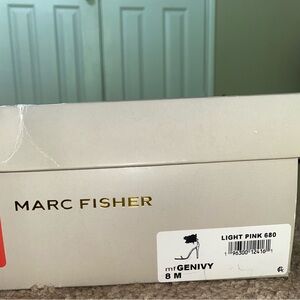 MARC FISHER
LIGHT PINK 680
mfGENIVY
8 M